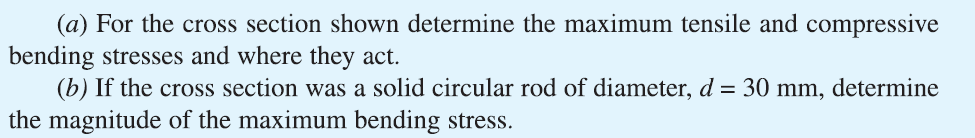 (a) For the cross section shown determine the maximum tensile and compressive
bending stresses and where they act.
(b) If the cross section was a solid circular rod of diameter, d = 30 mm, determine
the magnitude of the maximum bending stress.